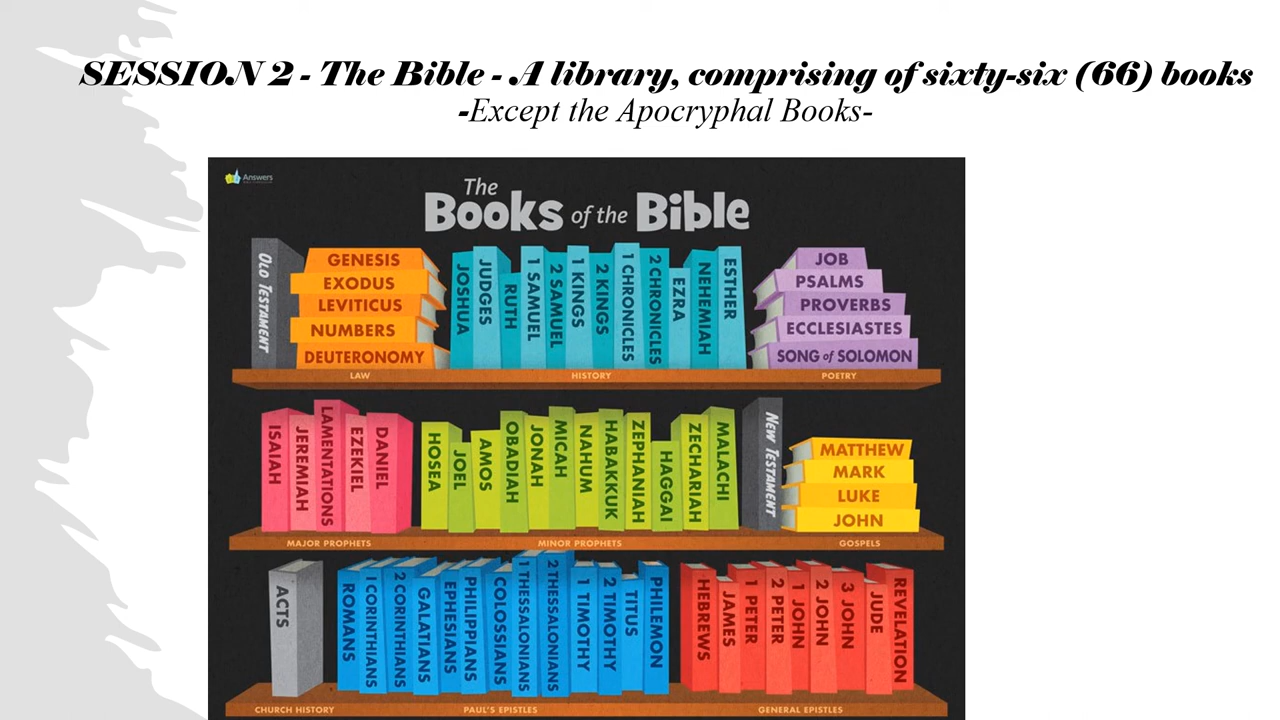 SESSION 2 - The Bible - A library, comprising of sixty-six (66) books
-Except the Apocryphal Books-
Answers
The
Books of the Bible
OLD TESTAMENT
GENESIS
EXODUS
LEVITICUS
NUMBERS
DEUTERONOMY
JOSHUA
JUDGES
RUTH
1 SAMUEL
2 SAMUEL
1 KINGS
2 KINGS
1 CHRONICLES
2 CHRONICLES
EZRA
NEHEMIAH
ESTHER
JOB
PSALMS
PROVERBS
ECCLESIASTES
SONG of SOLOMON
LAW
HISTORY
POETRY
ISAIAH
JEREMIAH
LAMENTATIONS
EZEKIEL
DANIEL
HOSEA
JOEL
AMOS
OBADIAH
JONAH
MICAH
NAHUM
HABAKKUK
ZEPHANIAH
HAGGAI
ZECHARIAH
MALACHI
NEW TESTAMENT
MATTHEW
MARK
LUKE
JOHN
MAJOR PROPHETS
MINOR PROPHETS
GOSPELS
ACTS
ROMANS
1 CORINTHIANS
2 CORINTHIANS
GALATIANS
EPHESIANS
PHILIPPIANS
COLOSSIANS
1 THESSALONIANS
2 THESSALONIANS
1 TIMOTHY
2 TIMOTHY
TITUS
PHILEMON
HEBREWS
JAMES
1 PETER
2 PETER
1 JOHN
2 JOHN
3 JOHN
JUDE
REVELATION
CHURCH HISTORY
PAUL'S EPISTLES
GENERAL EPISTLES